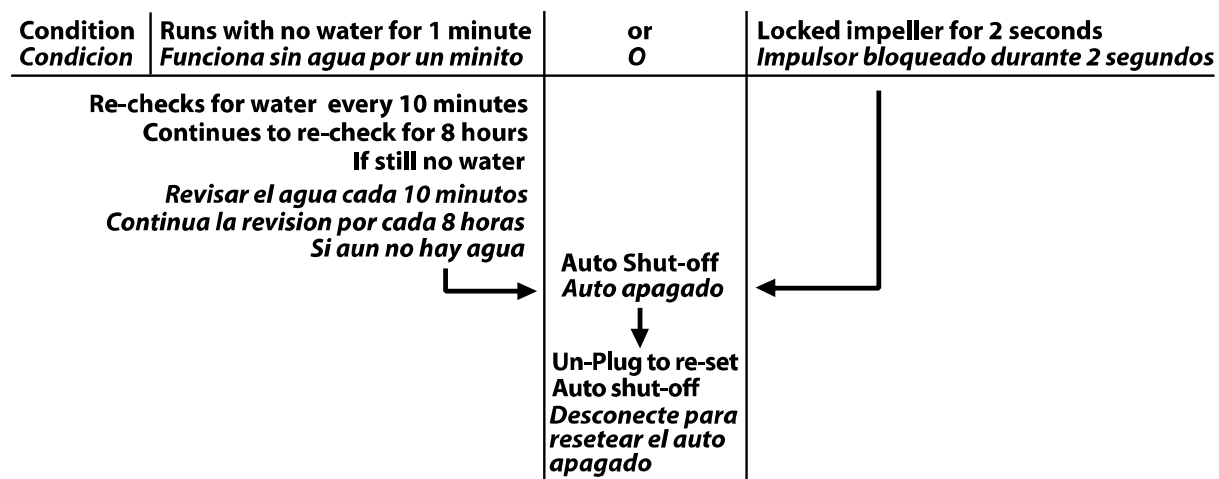 Condition
Condicion
Runs with no water for 1 minute
Funciona sin agua por un minito
or
O
Locked impeller for 2 seconds
Impulsor bloqueado durante 2 segundos
Re-checks for water every 10 minutes
Continues to re-check for 8 hours
If still no water
Revisar el agua cada 10 minutos
Continua la revision por cada 8 horas
Si aun no hay agua
Auto Shut-off
Auto apagado
Un-Plug to re-set
Auto shut-off
Desconecte para
resetear el auto
apagado